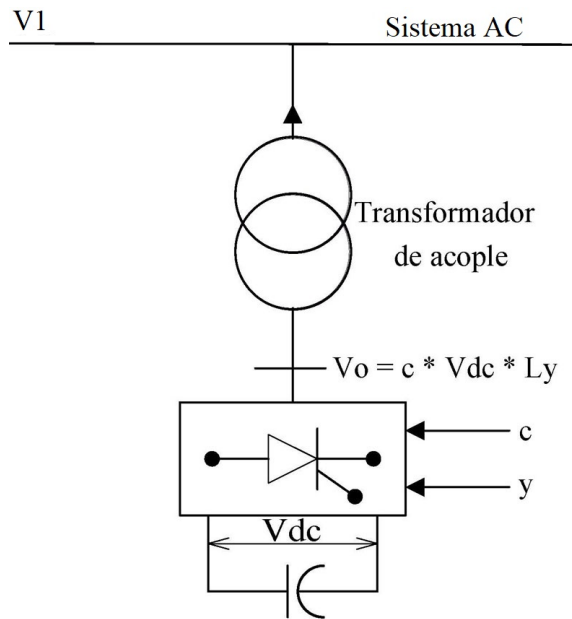 V1
Sistema AC
Transformador
de acople
Vo = c * Vdc * Ly
c
y
Vdc